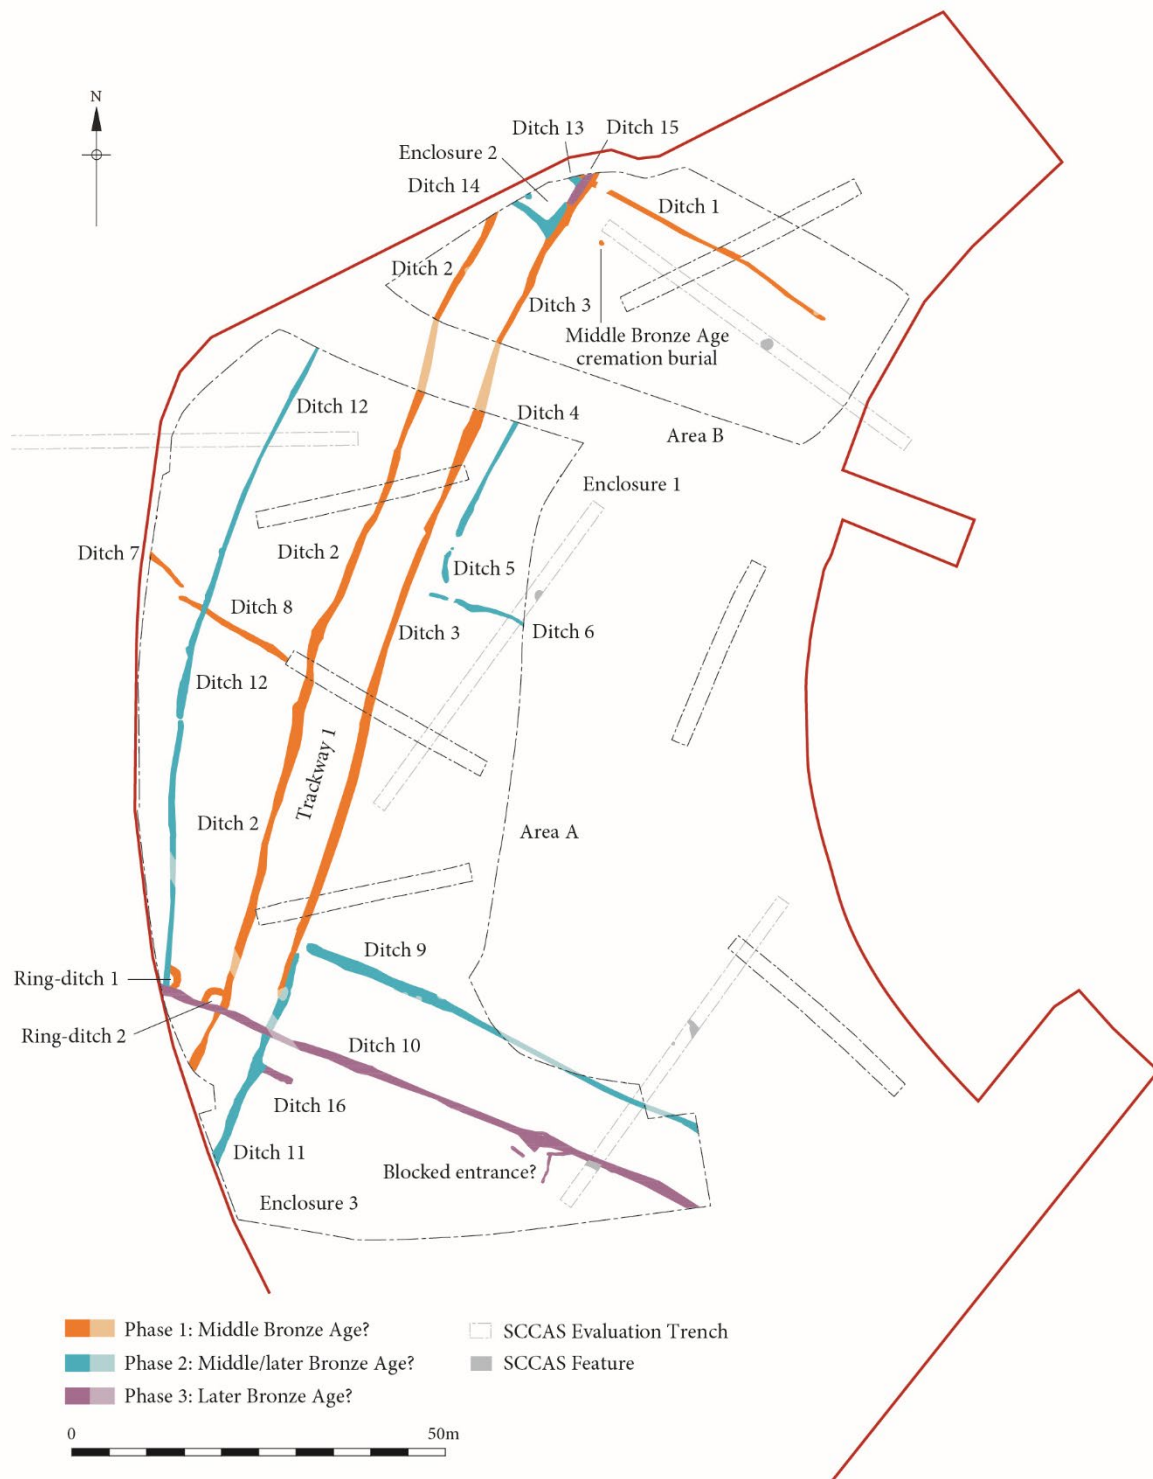 N
Ditch 13
Ditch 15
Enclosure 2
Ditch 14
Ditch 1
Ditch 2
Ditch 3
Middle Bronze Age
cremation burial
Ditch 12
Ditch 4
Area B
Enclosure 1
Ditch 7
Ditch 2
Ditch 5
Ditch 8
Ditch 3
Ditch 6
Ditch 12
Trackway 1
Ditch 2
Area A
Ditch 9
Ring-ditch 1
Ring-ditch 2
Ditch 10
Ditch 16
Ditch 11
Blocked entrance?
Enclosure 3
Phase 1: Middle Bronze Age?
SCCAS Evaluation Trench
Phase 2: Middle/later Bronze Age?
SCCAS Feature
Phase 3: Later Bronze Age?
0
50m